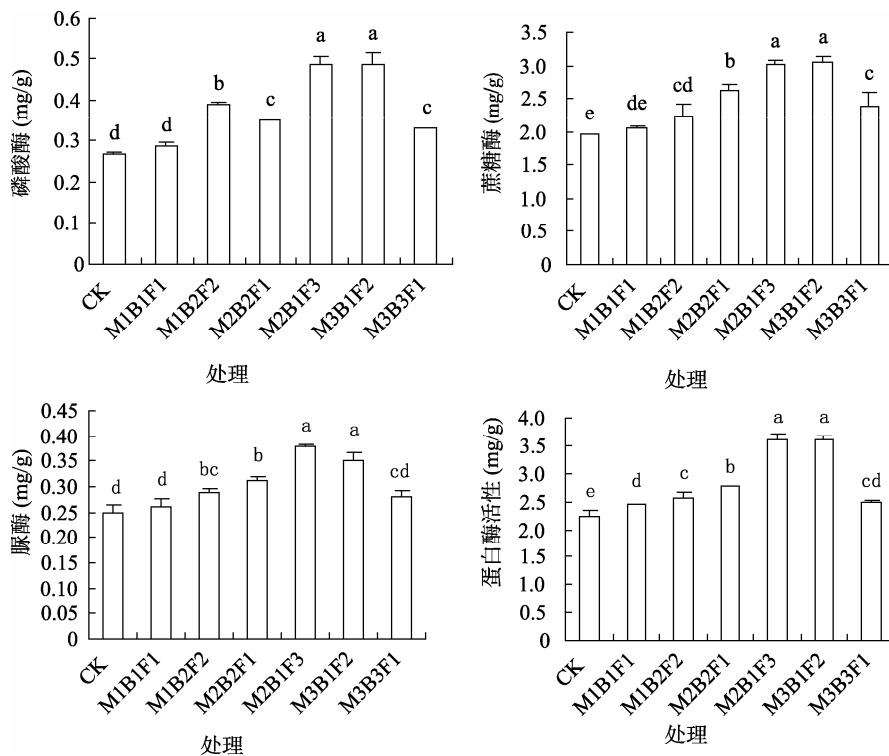 磷酸酶 (mg/g)
0.6
0.5
0.4
0.3
0.2
0.1
0
d
d
b
c
a
a
c
CK
M1B1F1
M1B2F2
M2B2F1
M2B1F3
M3B1F2
M3B3F1
处理
蔗糖酶 (mg/g)
3.5
3.0
2.5
2.0
1.5
1.0
0.5
0
e
de
cd
b
a
a
c
CK
M1B1F1
M1B2F2
M2B2F1
M2B1F3
M3B1F2
M3B3F1
处理
脲酶 (mg/g)
0.45
0.40
0.35
0.30
0.25
0.20
0.15
0.10
0.05
0
d
d
bc
b
a
a
cd
CK
M1B1F1
M1B2F2
M2B2F1
M2B1F3
M3B1F2
M3B3F1
处理
蛋白酶活性 (mg/g)
4.0
3.5
3.0
2.5
2.0
1.5
1.0
0.5
0
e
d
c
b
a
a
cd
CK
M1B1F1
M1B2F2
M2B2F1
M2B1F3
M3B1F2
M3B3F1
处理